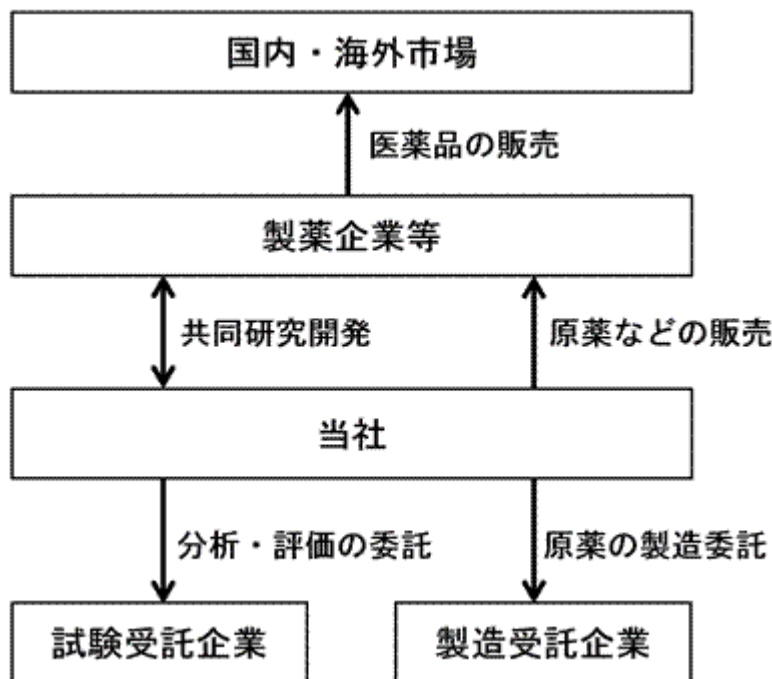 国内・海外市場
医薬品の販売
製薬企業等
共同研究開発
原薬などの販売
当社
分析・評価の委託
原薬の製造委託
試験受託企業
製造受託企業